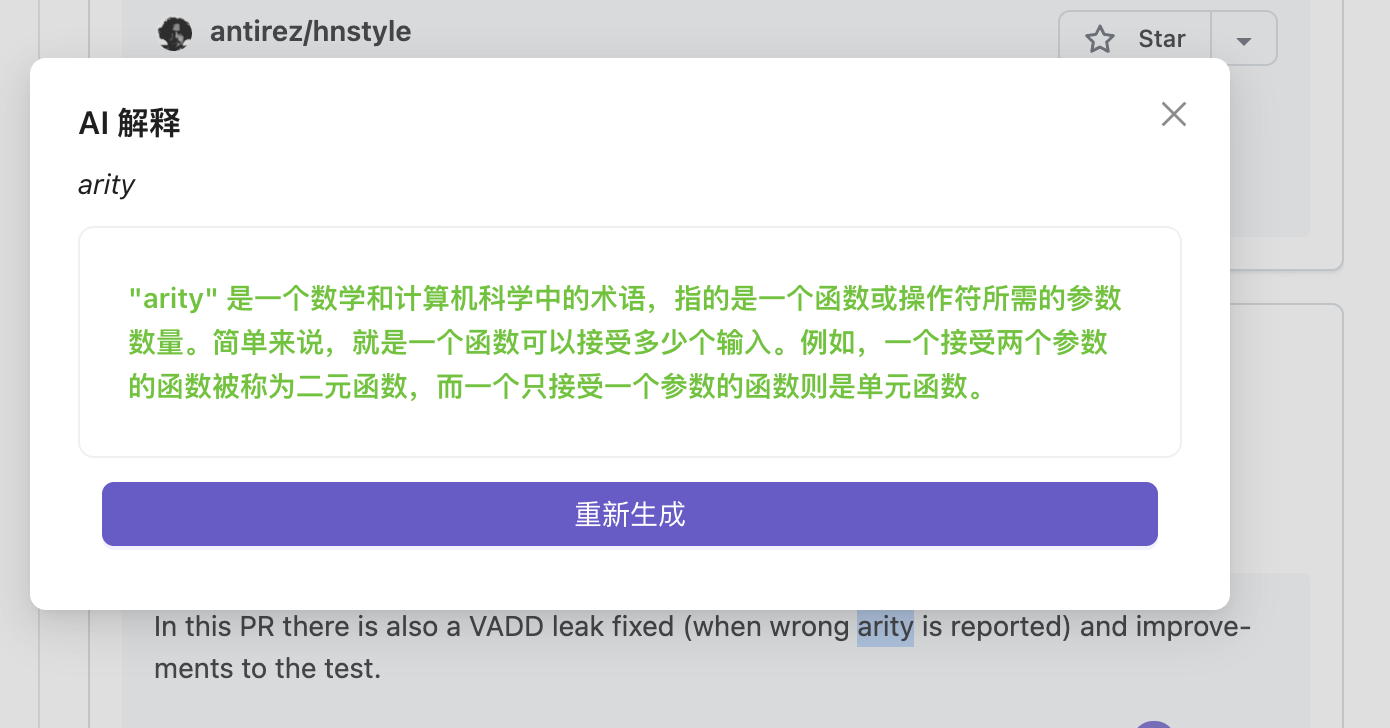 antirez/hnstyle
Star
AI 解释
arity
"arity" 是一个数学和计算机科学中的术语，指的是一个函数或操作符所需的参数
数量。简单来说，就是一个函数可以接受多少个输入。例如，一个接受两个参数
的函数被称为二元函数，而一个只接受一个参数的函数则是单元函数。
重新生成
In this PR there is also a VADD leak fixed (when wrong arity is reported) and improve-
ments to the test.